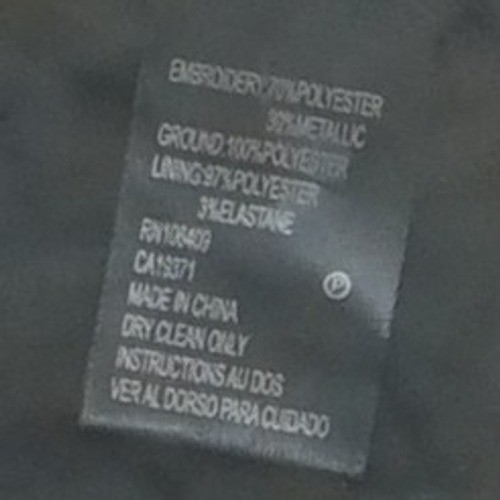 EMBROIDERY:70%POLYESTER
30%METALLIC
GROUND:100%POLYESTER
LINING:97%POLYESTER
3%ELASTANE
RN106409
CA19371
P
MADE IN CHINA
DRY CLEAN ONLY
INSTRUCTIONS AU DOS
VER AL DORSO PARA CUIDADO